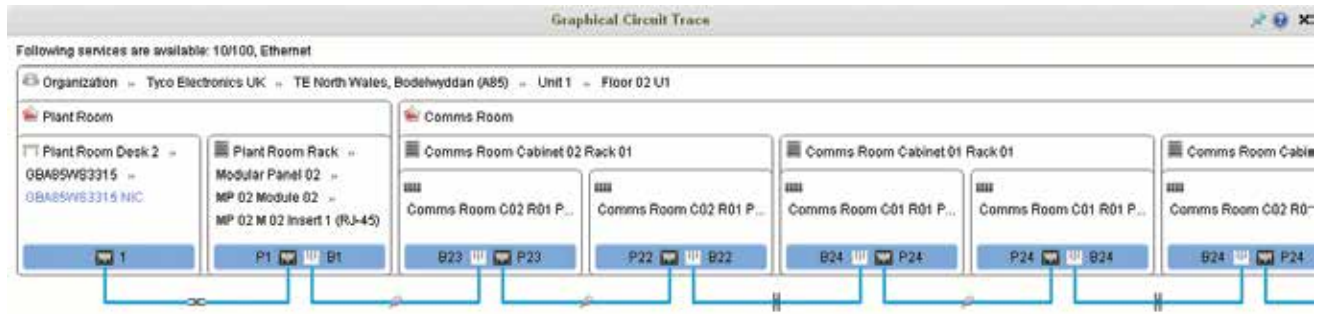 Graphical Circuit Trace
Following services are available: 10/100, Ethernet
Organization » Tyco Electronics UK » TE North Wales, Bodelwyddan (A85) » Unit 1 » Floor 02 U1
Plant Room
Comms Room
Plant Room Desk 2 »
GBA85WS3315 »
GBA85WS3315 NIC
Plant Room Rack »
Modular Panel 02 »
MP 02 Module 02 »
MP 02 M 02 Insert 1 (RJ-45)
Comms Room Cabinet 02 Rack 01
Comms Room C02 R01 P...
Comms Room C02 R01 P...
Comms Room Cabinet 01 Rack 01
Comms Room C01 R01 P...
Comms Room C01 R01 P...
Comms Room Cabine
Comms Room C02 R0
1
P1 B1
B23 P23
P22 B22
B24 P24
P24 B24
B24 P24